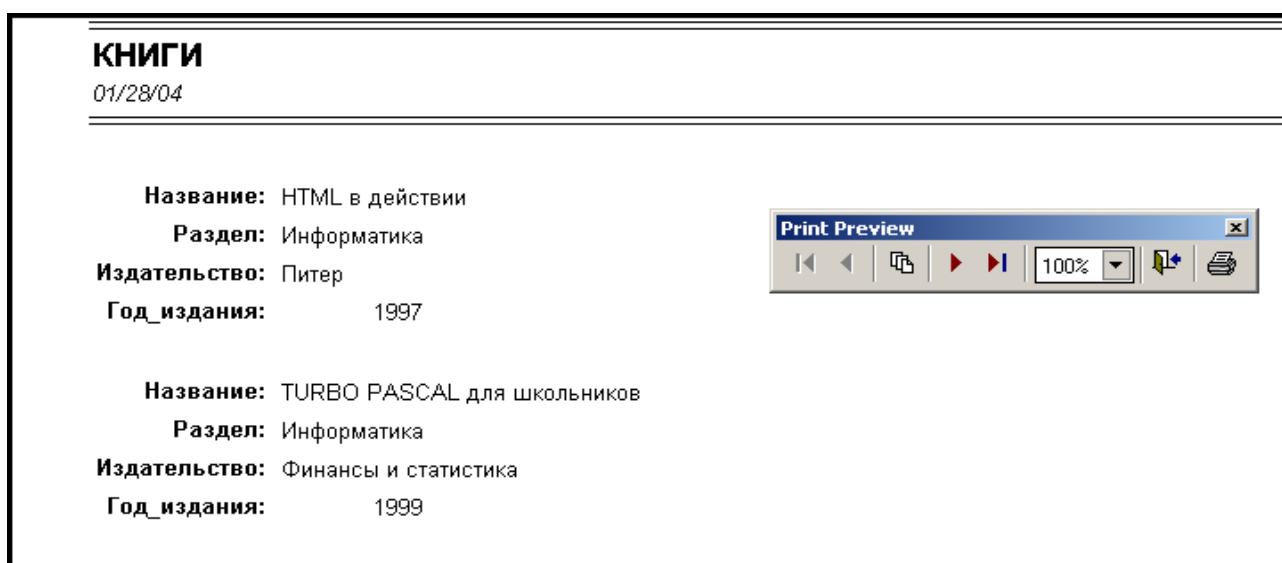 КНИГИ
01/28/04
Название: HTML в действии
Раздел: Информатика
Издательство: Питер
Год_издания: 1997
Print Preview
100%
Название: TURBO PASCAL для школьников
Раздел: Информатика
Издательство: Финансы и статистика
Год_издания: 1999